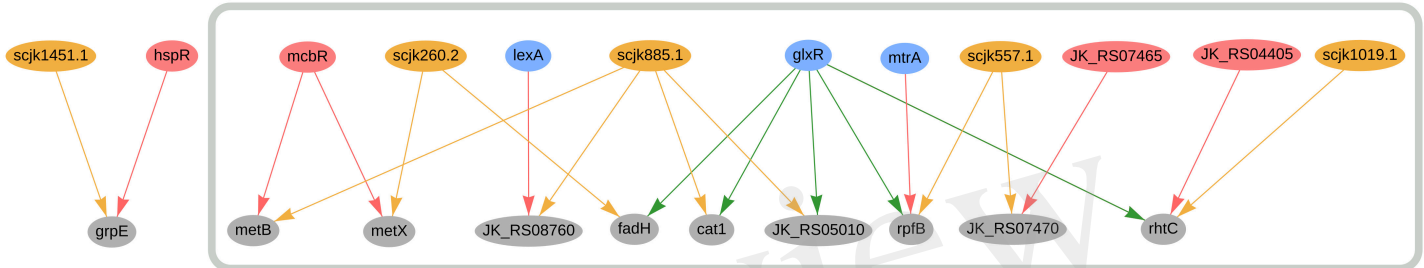 scjk1451.1
hspR
mcbR
scjk260.2
lexA
scjk885.1
glxR
mtrA
scjk557.1
JK_RS07465
JK_RS04405
scjk1019.1
grpE
metB
metX
JK_RS08760
fadH
cat1
JK_RS05010
rpfB
JK_RS07470
rhtC